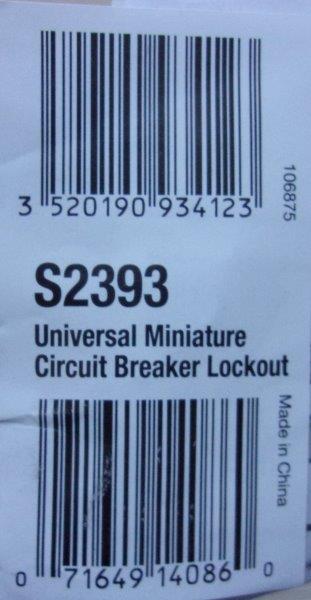 3 520190 934123
106875
S2393
Universal Miniature
Circuit Breaker Lockout
Made in China
0 71649 14086 0